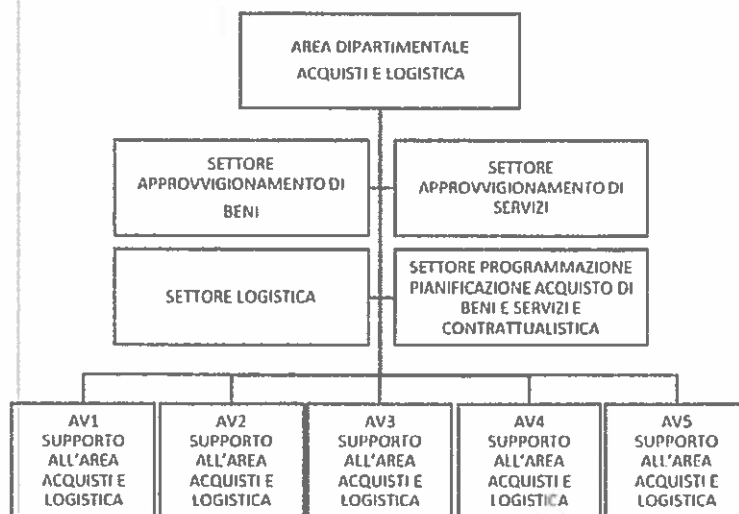 AREA DIPARTIMENTALE
ACQUISTI E LOGISTICA
SETTORE
APPROVVIGIONAMENTO DI
BENI
SETTORE
APPROVVIGIONAMENTO DI
SERVIZI
SETTORE LOGISTICA
SETTORE PROGRAMMAZIONE
PIANIFICAZIONE ACQUISTO DI
BENI E SERVIZI E
CONTRATTUALISTICA
AV1
SUPPORTO
ALL'AREA
ACQUISTI E
LOGISTICA
AV2
SUPPORTO
ALL'AREA
ACQUISTI E
LOGISTICA
AV3
SUPPORTO
ALL'AREA
ACQUISTI E
LOGISTICA
AV4
SUPPORTO
ALL'AREA
ACQUISTI E
LOGISTICA
AV5
SUPPORTO
ALL'AREA
ACQUISTI E
LOGISTICA